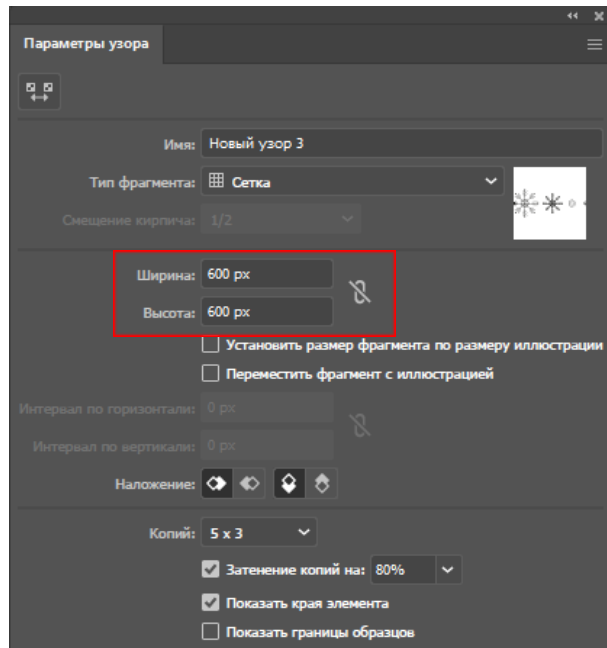 Параметры узора
Имя: Новый узор 3
Тип фрагмента: Сетка
Смещение кирпича: 1/2
Ширина: 600 px
Высота: 600 px
Установить размер фрагмента по размеру иллюстрации
Переместить фрагмент с иллюстрацией
Интервал по горизонтали: 0 px
Интервал по вертикали: 0 px
Наложение:
Копий: 5 x 3
Затенение копий на: 80%
Показать края элемента
Показать границы образцов